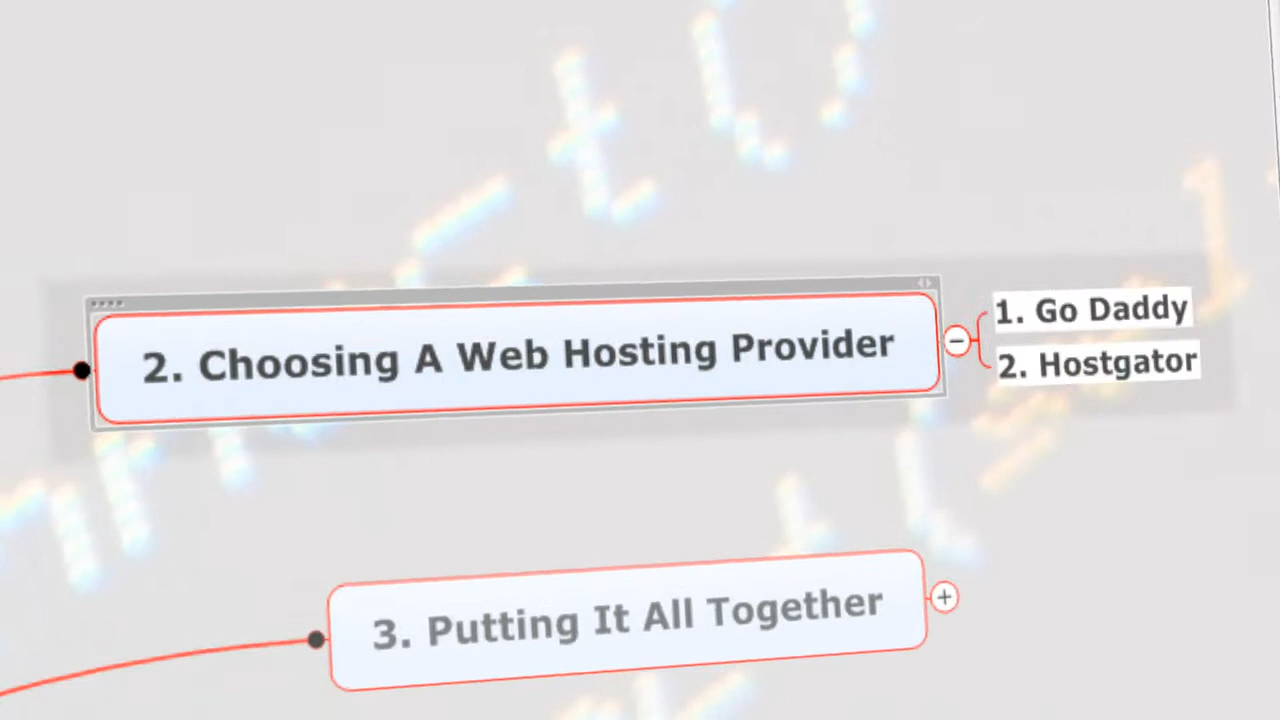 2. Choosing A Web Hosting Provider
1. Go Daddy
2. Hostgator
3. Putting It All Together